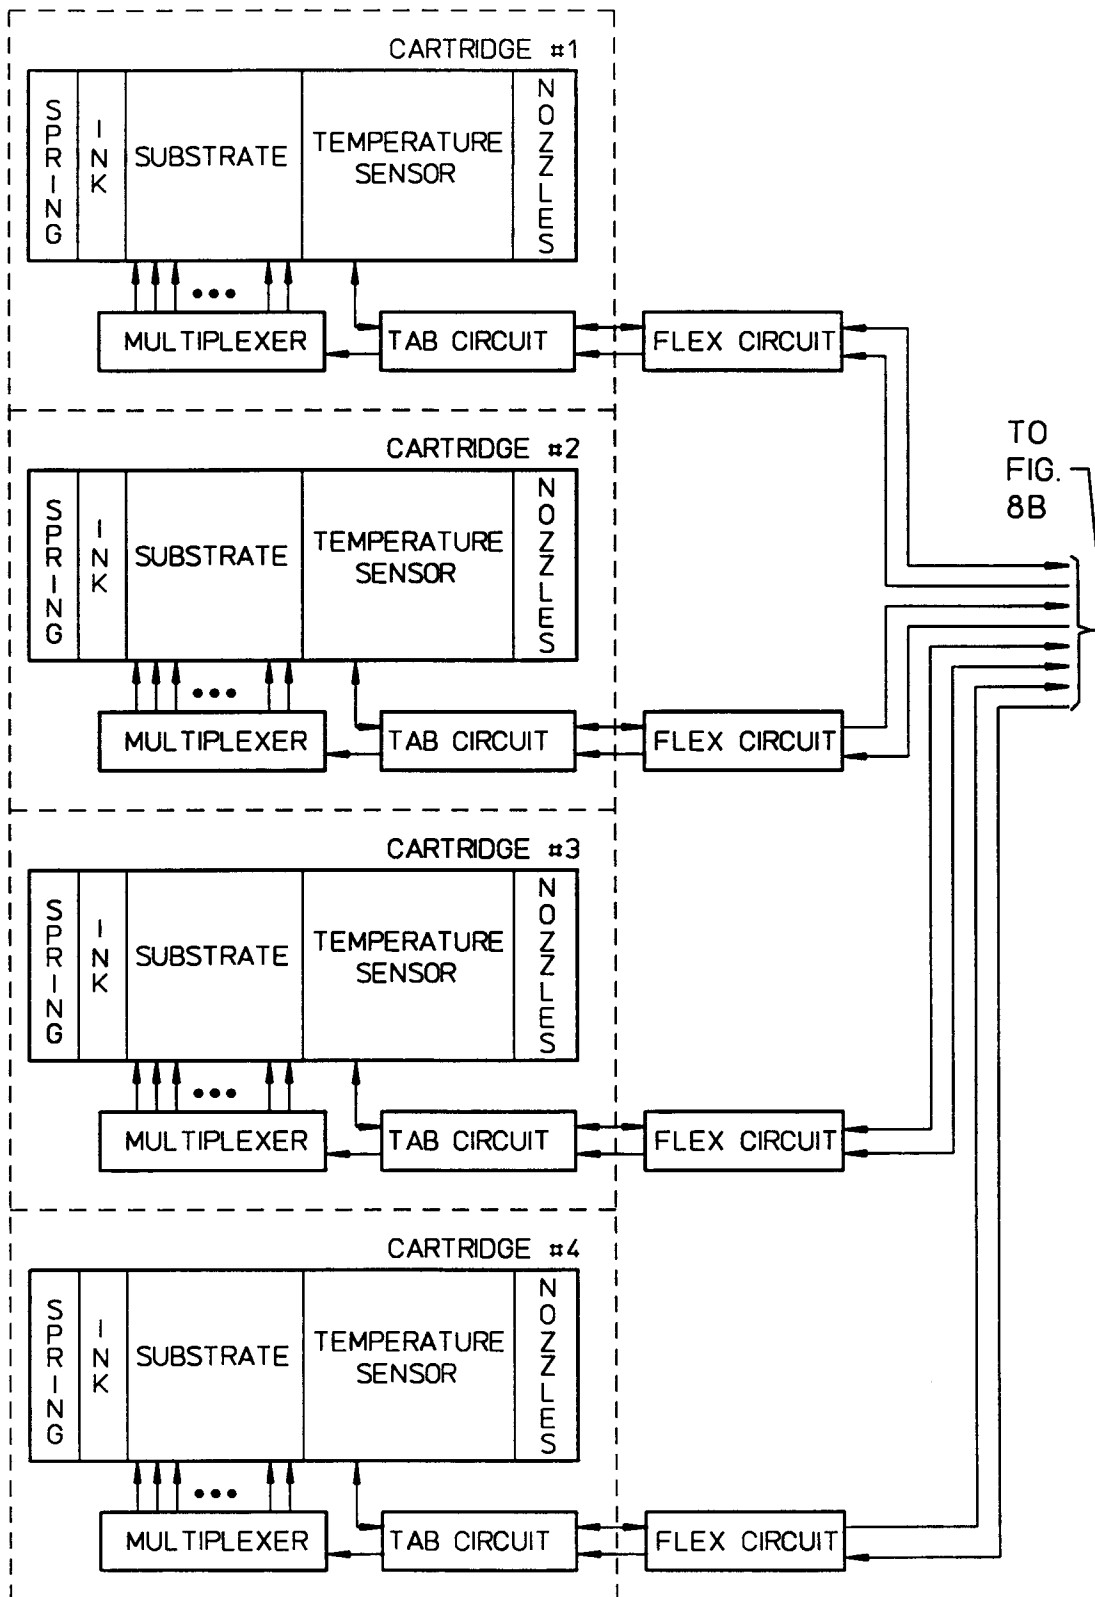 CARTRIDGE #1
SPRING
INK
SUBSTRATE
TEMPERATURE
SENSOR
NOZZLES
MULTIPLEXER
TAB CIRCUIT
FLEX CIRCUIT
CARTRIDGE #2
SPRING
INK
SUBSTRATE
TEMPERATURE
SENSOR
NOZZLES
MULTIPLEXER
TAB CIRCUIT
FLEX CIRCUIT
TO
FIG.
8B
CARTRIDGE #3
SPRING
INK
SUBSTRATE
TEMPERATURE
SENSOR
NOZZLES
MULTIPLEXER
TAB CIRCUIT
FLEX CIRCUIT
CARTRIDGE #4
SPRING
INK
SUBSTRATE
TEMPERATURE
SENSOR
NOZZLES
MULTIPLEXER
TAB CIRCUIT
FLEX CIRCUIT